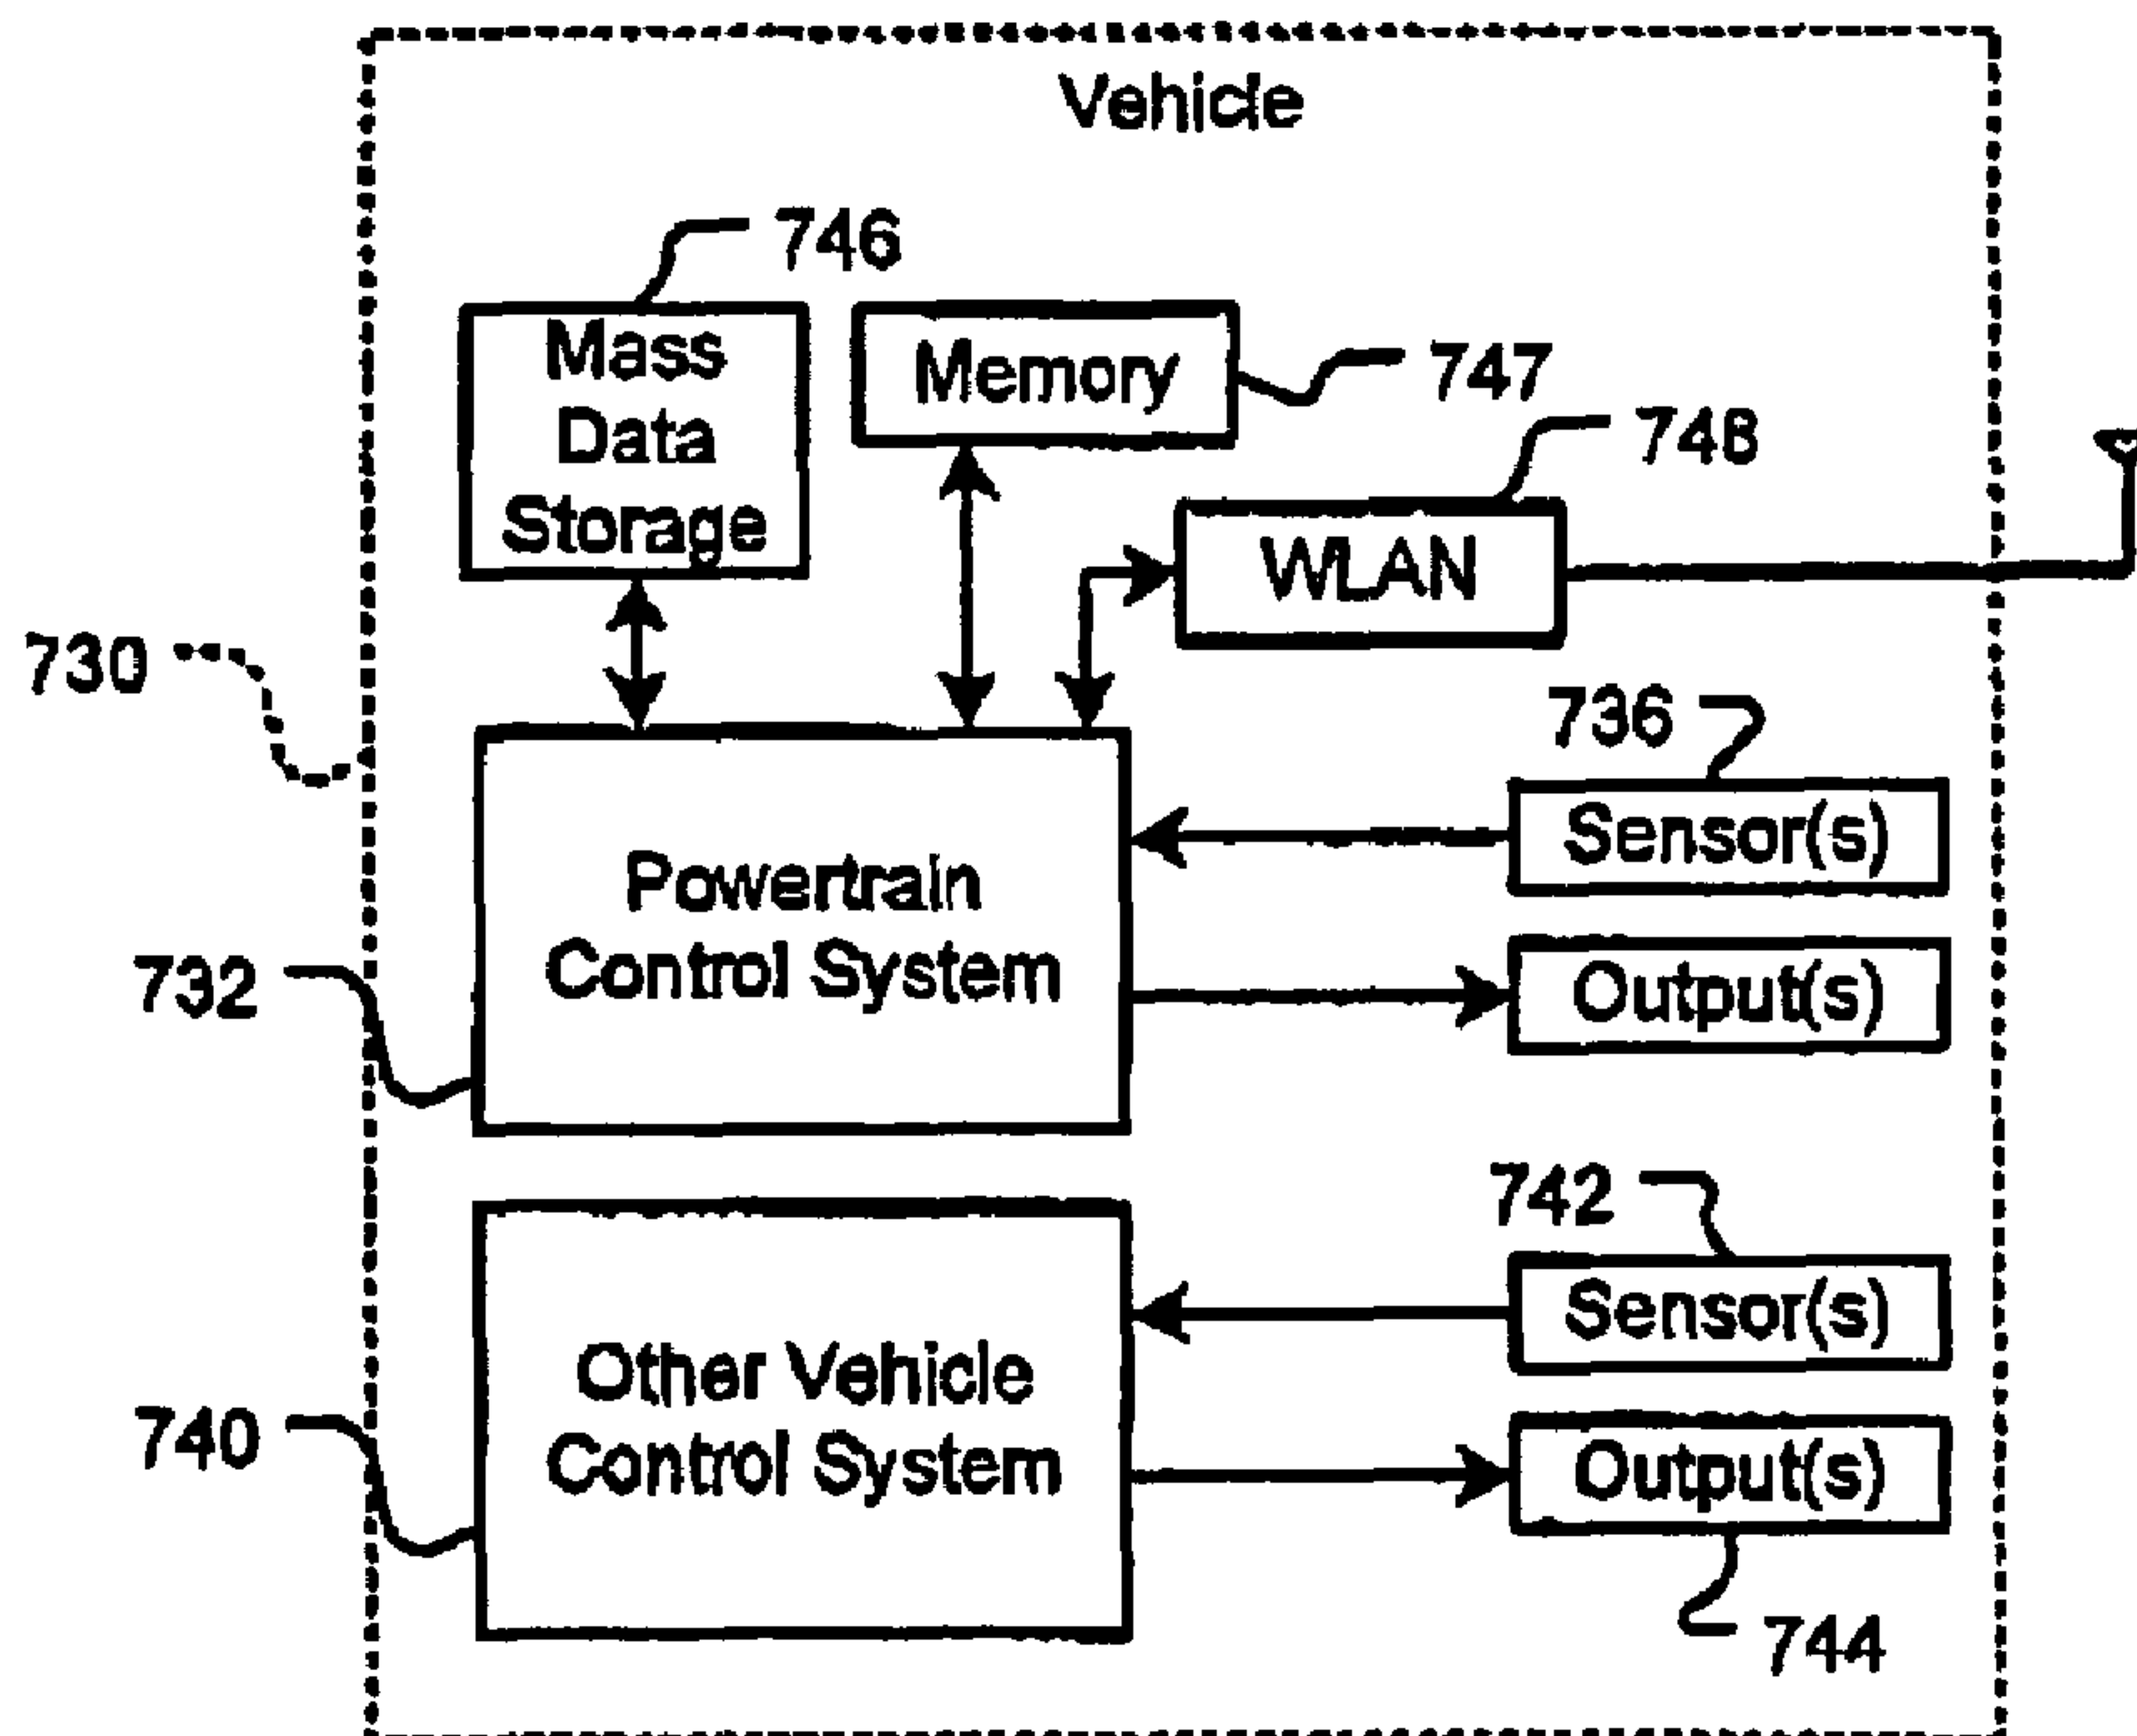 Vehicle
746
Mass
Data
Storage
Memory
747
748
WLAN
730
736
Sensor(s)
Powertrain
Control System
Output(s)
732
742
Sensor(s)
Other Vehicle
Control System
740
Output(s)
744